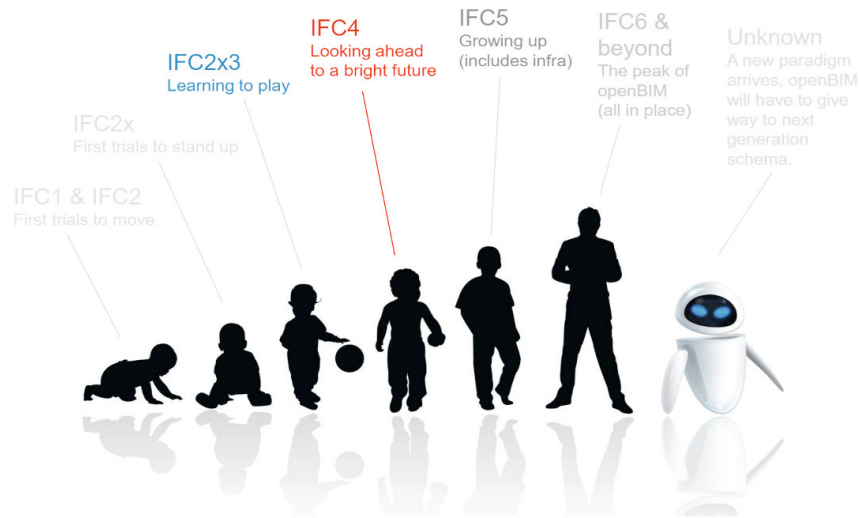 IFC1 & IFC2
First trials to move
IFC2x
First trials to stand up
IFC2x3
Learning to play
IFC4
Looking ahead
to a bright future
IFC5
Growing up
(includes infra)
IFC6 &
beyond
The peak of
openBIM
(all in place)
Unknown
A new paradigm
arrives, openBIM
will have to give
way to next
generation
schema.